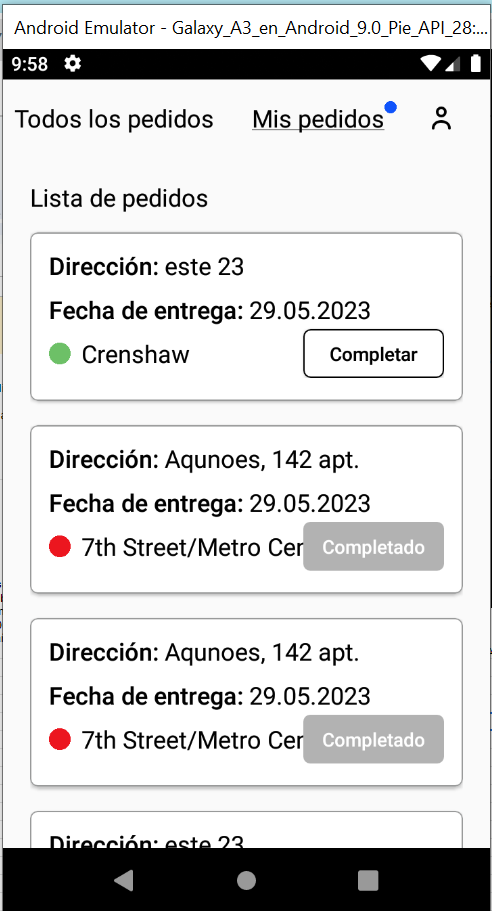 Android Emulator - Galaxy_A3_en_Android_9.0_Pie_API_28:...
9:58
Todos los pedidos Mis pedidos
Lista de pedidos
Dirección: este 23
Fecha de entrega: 29.05.2023
Crenshaw Completar
Dirección: Aqunoes, 142 apt.
Fecha de entrega: 29.05.2023
7th Street/Metro Cer Completado
Dirección: Aqunoes, 142 apt.
Fecha de entrega: 29.05.2023
7th Street/Metro Cer Completado
Dirección: este 23